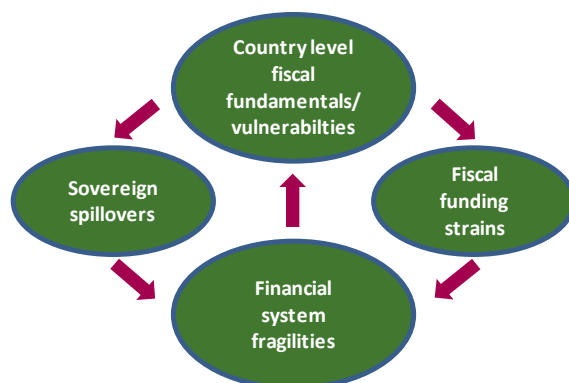 Country level
fiscal
fundamentals/
vulnerabilties
Sovereign
spillovers
Fiscal
funding
strains
Financial
system
fragilities